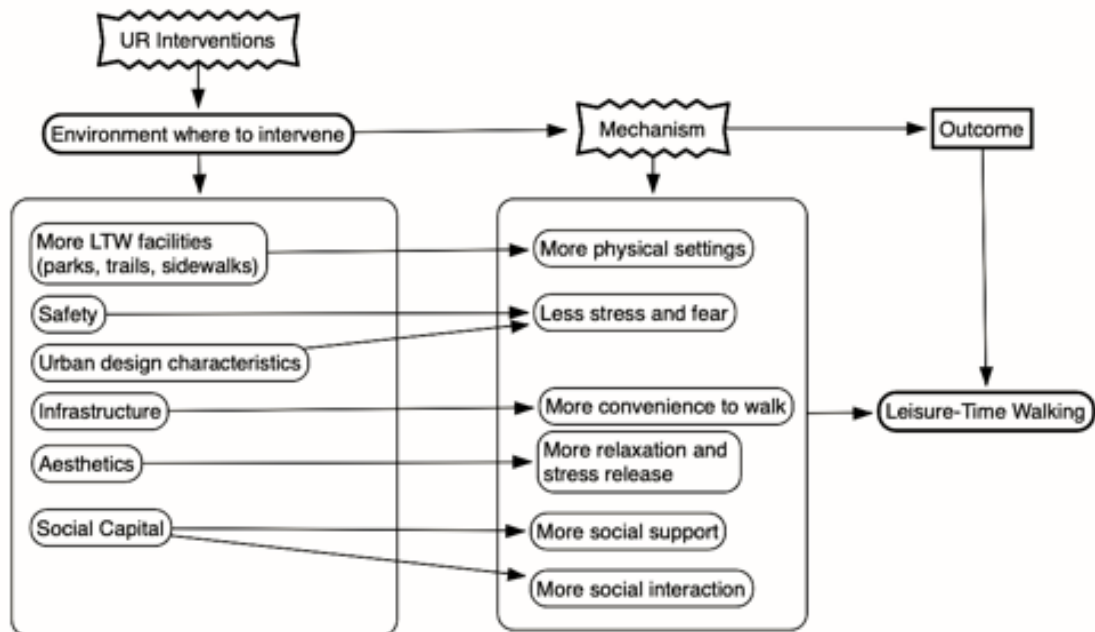 UR Interventions
Environment where to intervene
Mechanism
Outcome
More LTW facilities
(parks, trails, sidewalks)
More physical settings
Safety
Less stress and fear
Urban design characteristics
Infrastructure
More convenience to walk
Leisure-Time Walking
Aesthetics
More relaxation and
stress release
Social Capital
More social support
More social interaction